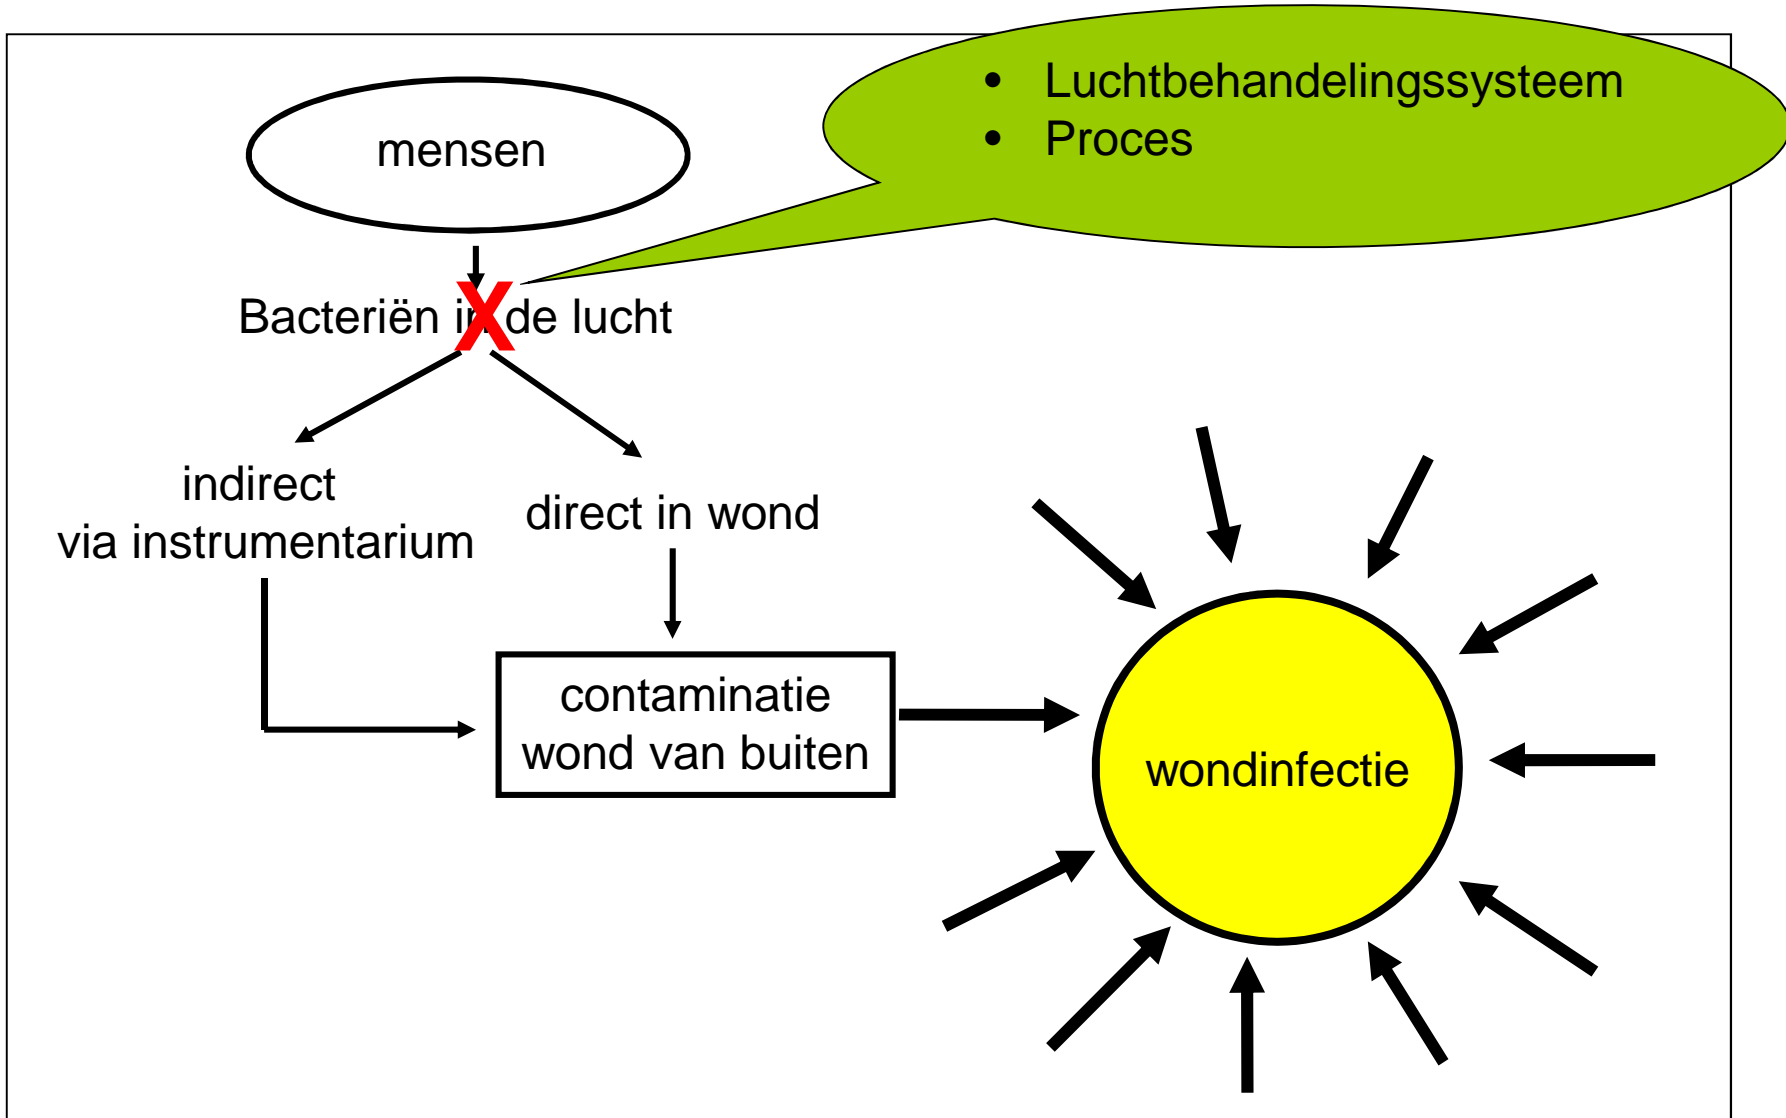 • Luchtbehandelingssysteem
• Proces
mensen
Bacteriën in de lucht
X
indirect
via instrumentarium
direct in wond
contaminatie
wond van buiten
wondinfectie